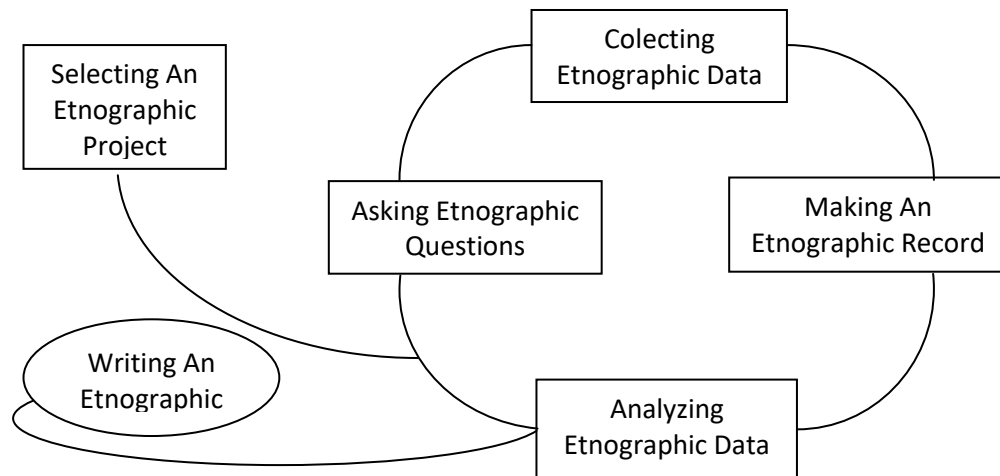 Selecting An
Etnographic
Project
Colecting
Etnographic Data
Asking Etnographic
Questions
Making An
Etnographic Record
Writing An
Etnographic
Analyzing
Etnographic Data